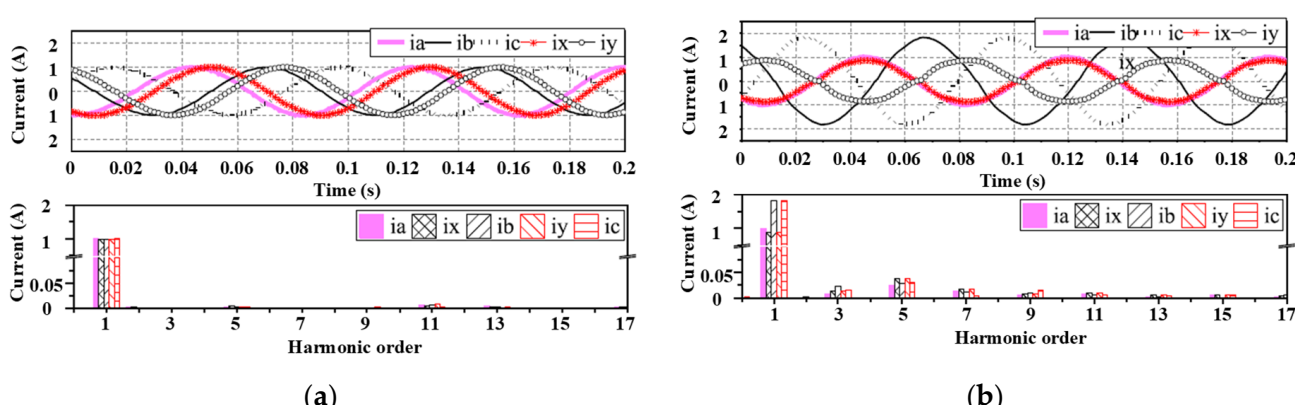 ia ib ic ix iy
Current (A)
2
1
0
1
2
0 0.02 0.04 0.06 0.08 0.1 0.12 0.14 0.16 0.18 0.2
Time (s)
ia ix ib iy ic
Current (A)
2
1
0.05
0
1 3 5 7 9 11 13 15 17
Harmonic order
(a)
ia ib ic ix iy
ix
Current (A)
2
1
0
1
2
0 0.02 0.04 0.06 0.08 0.1 0.12 0.14 0.16 0.18 0.2
Time (s)
ia ix ib iy ic
Current (A)
2
1
0.05
0
1 3 5 7 9 11 13 15 17
Harmonic order
(b)